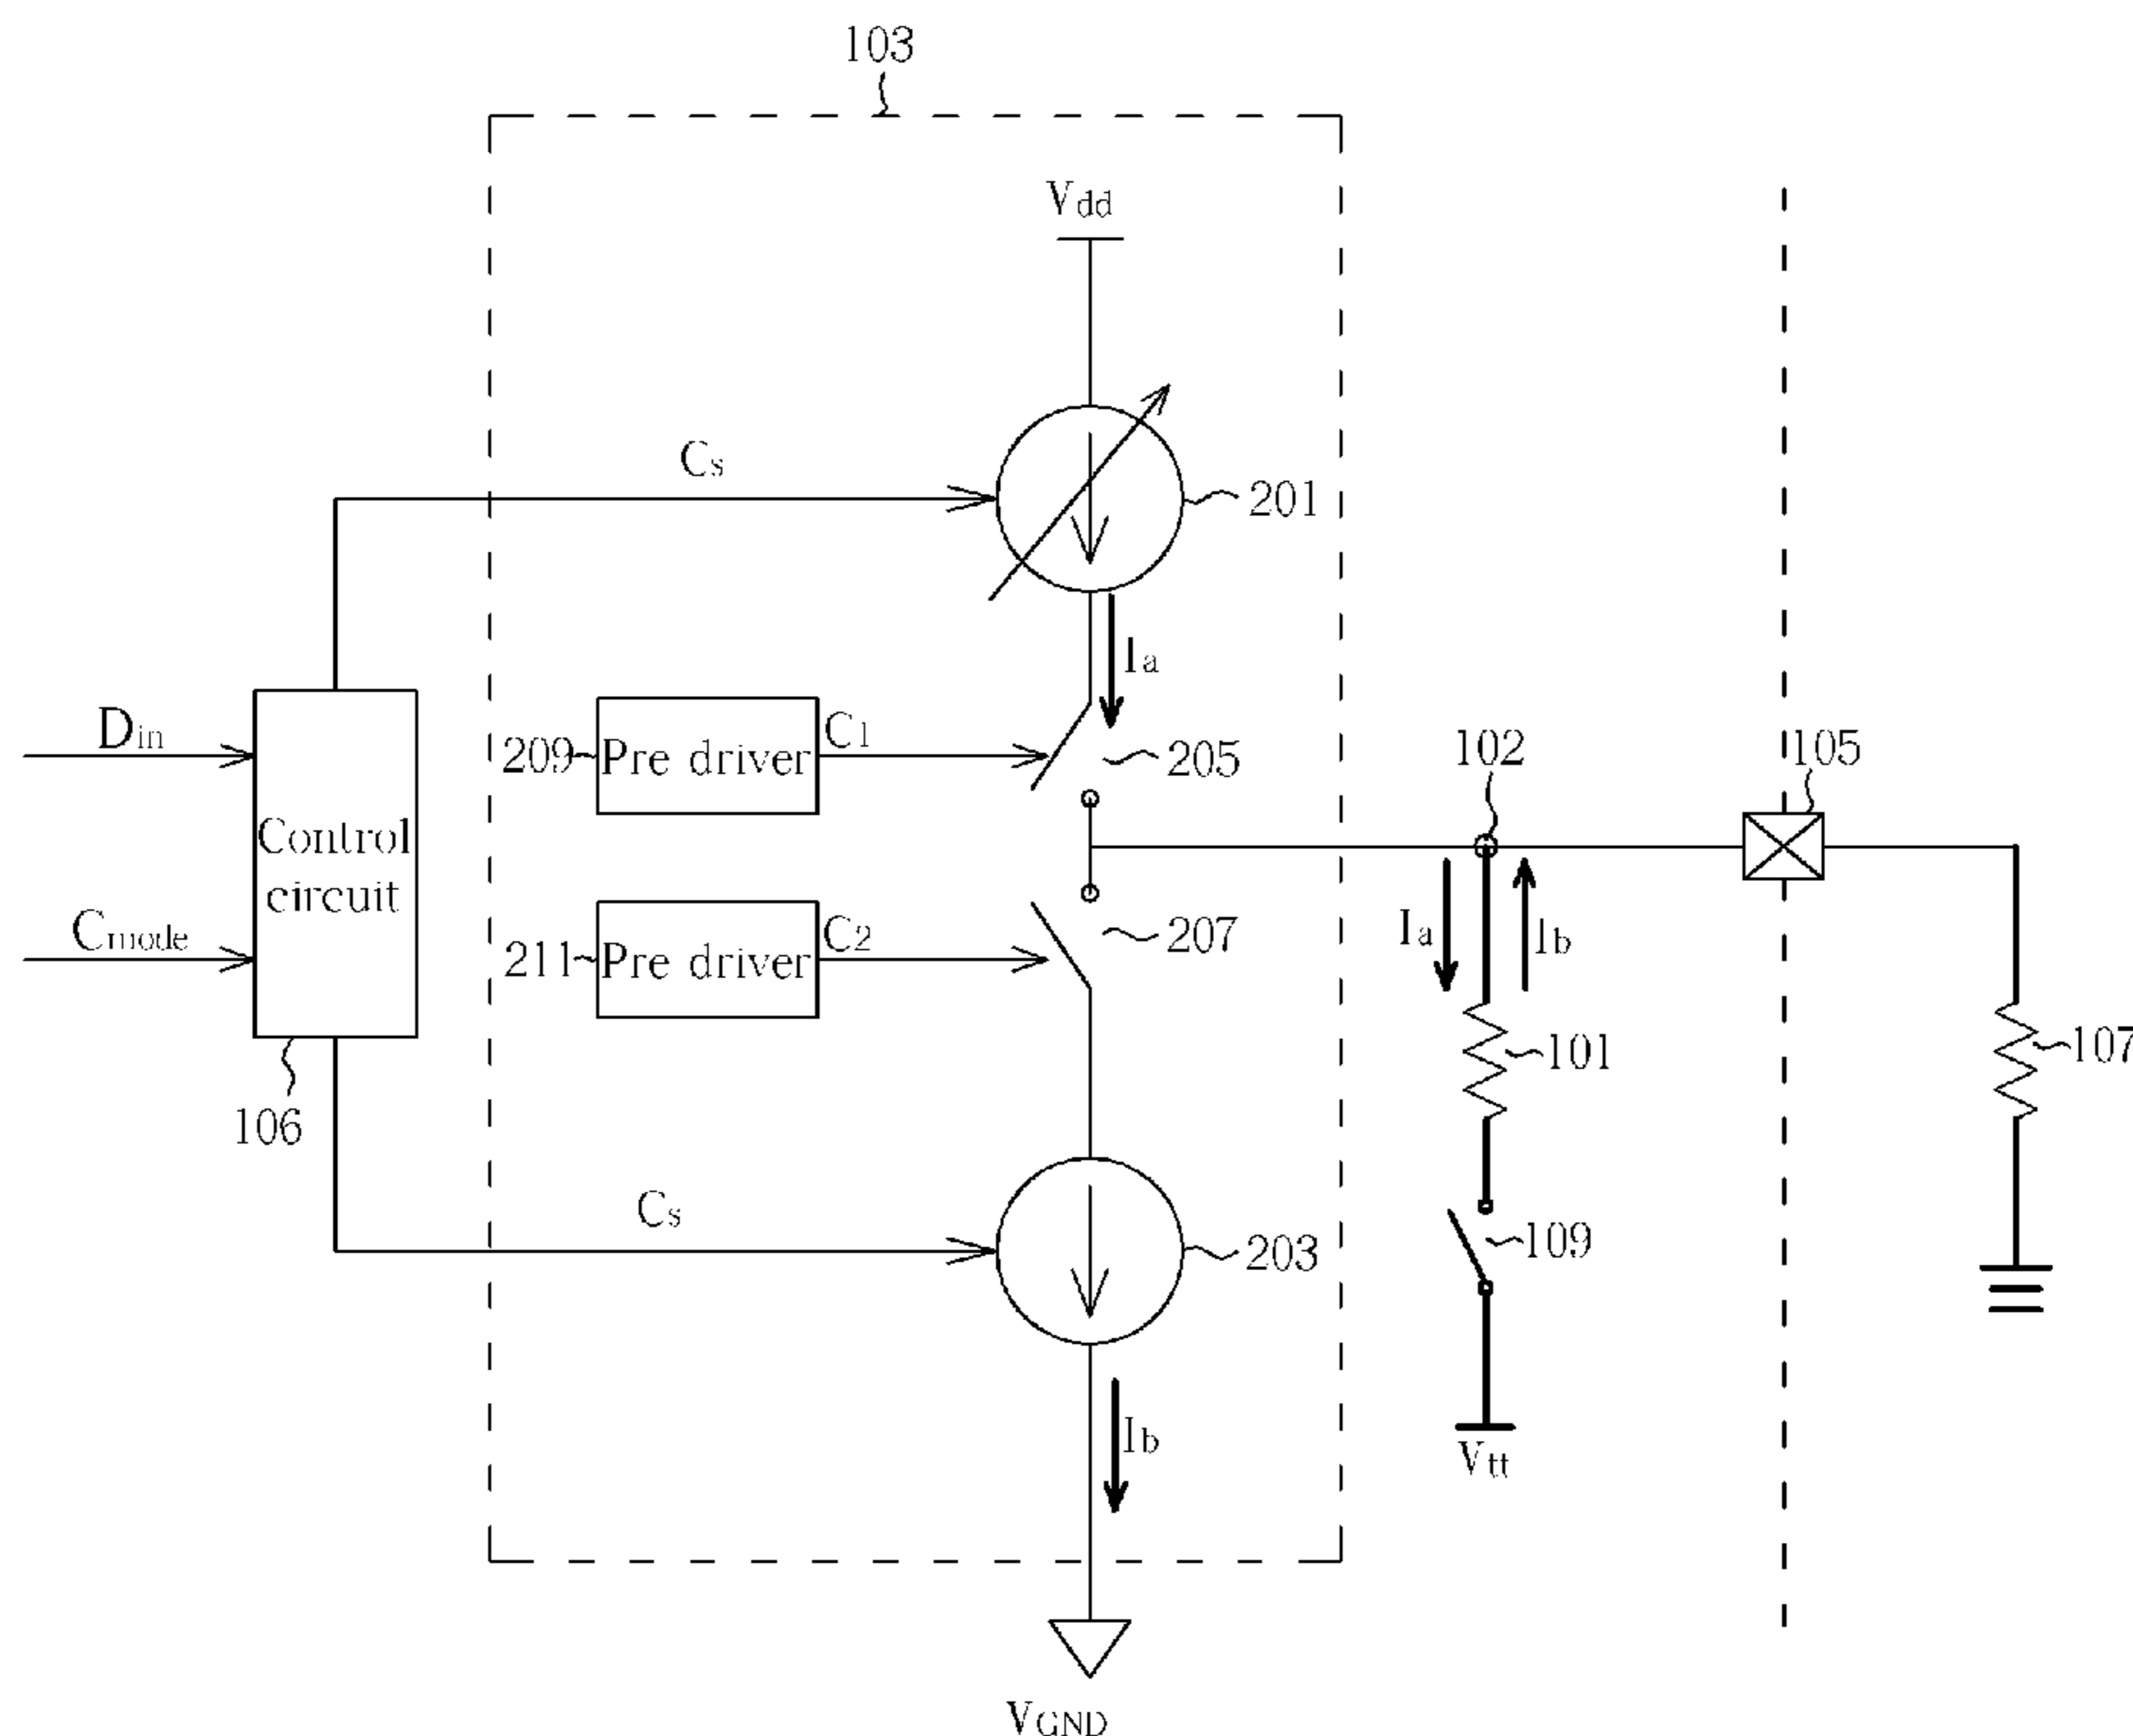 103
Vdd
Cs
201
Ia
Din
209
Pre driver
C1
205
102
105
Control
circuit
Cmode
211
Pre driver
C2
207
Ia
Ib
101
107
106
Cs
203
109
Ib
Vtt
VGND